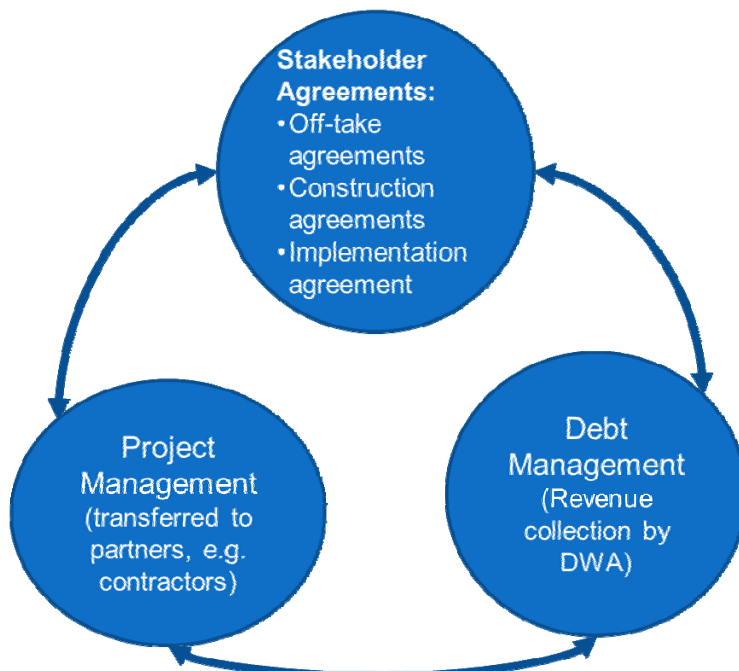 Stakeholder
Agreements:
•Off-take
agreements
•Construction
agreements
•Implementation
agreement
Project
Management
(transferred to
partners, e.g.
contractors)
Debt
Management
(Revenue
collection by
DWA)